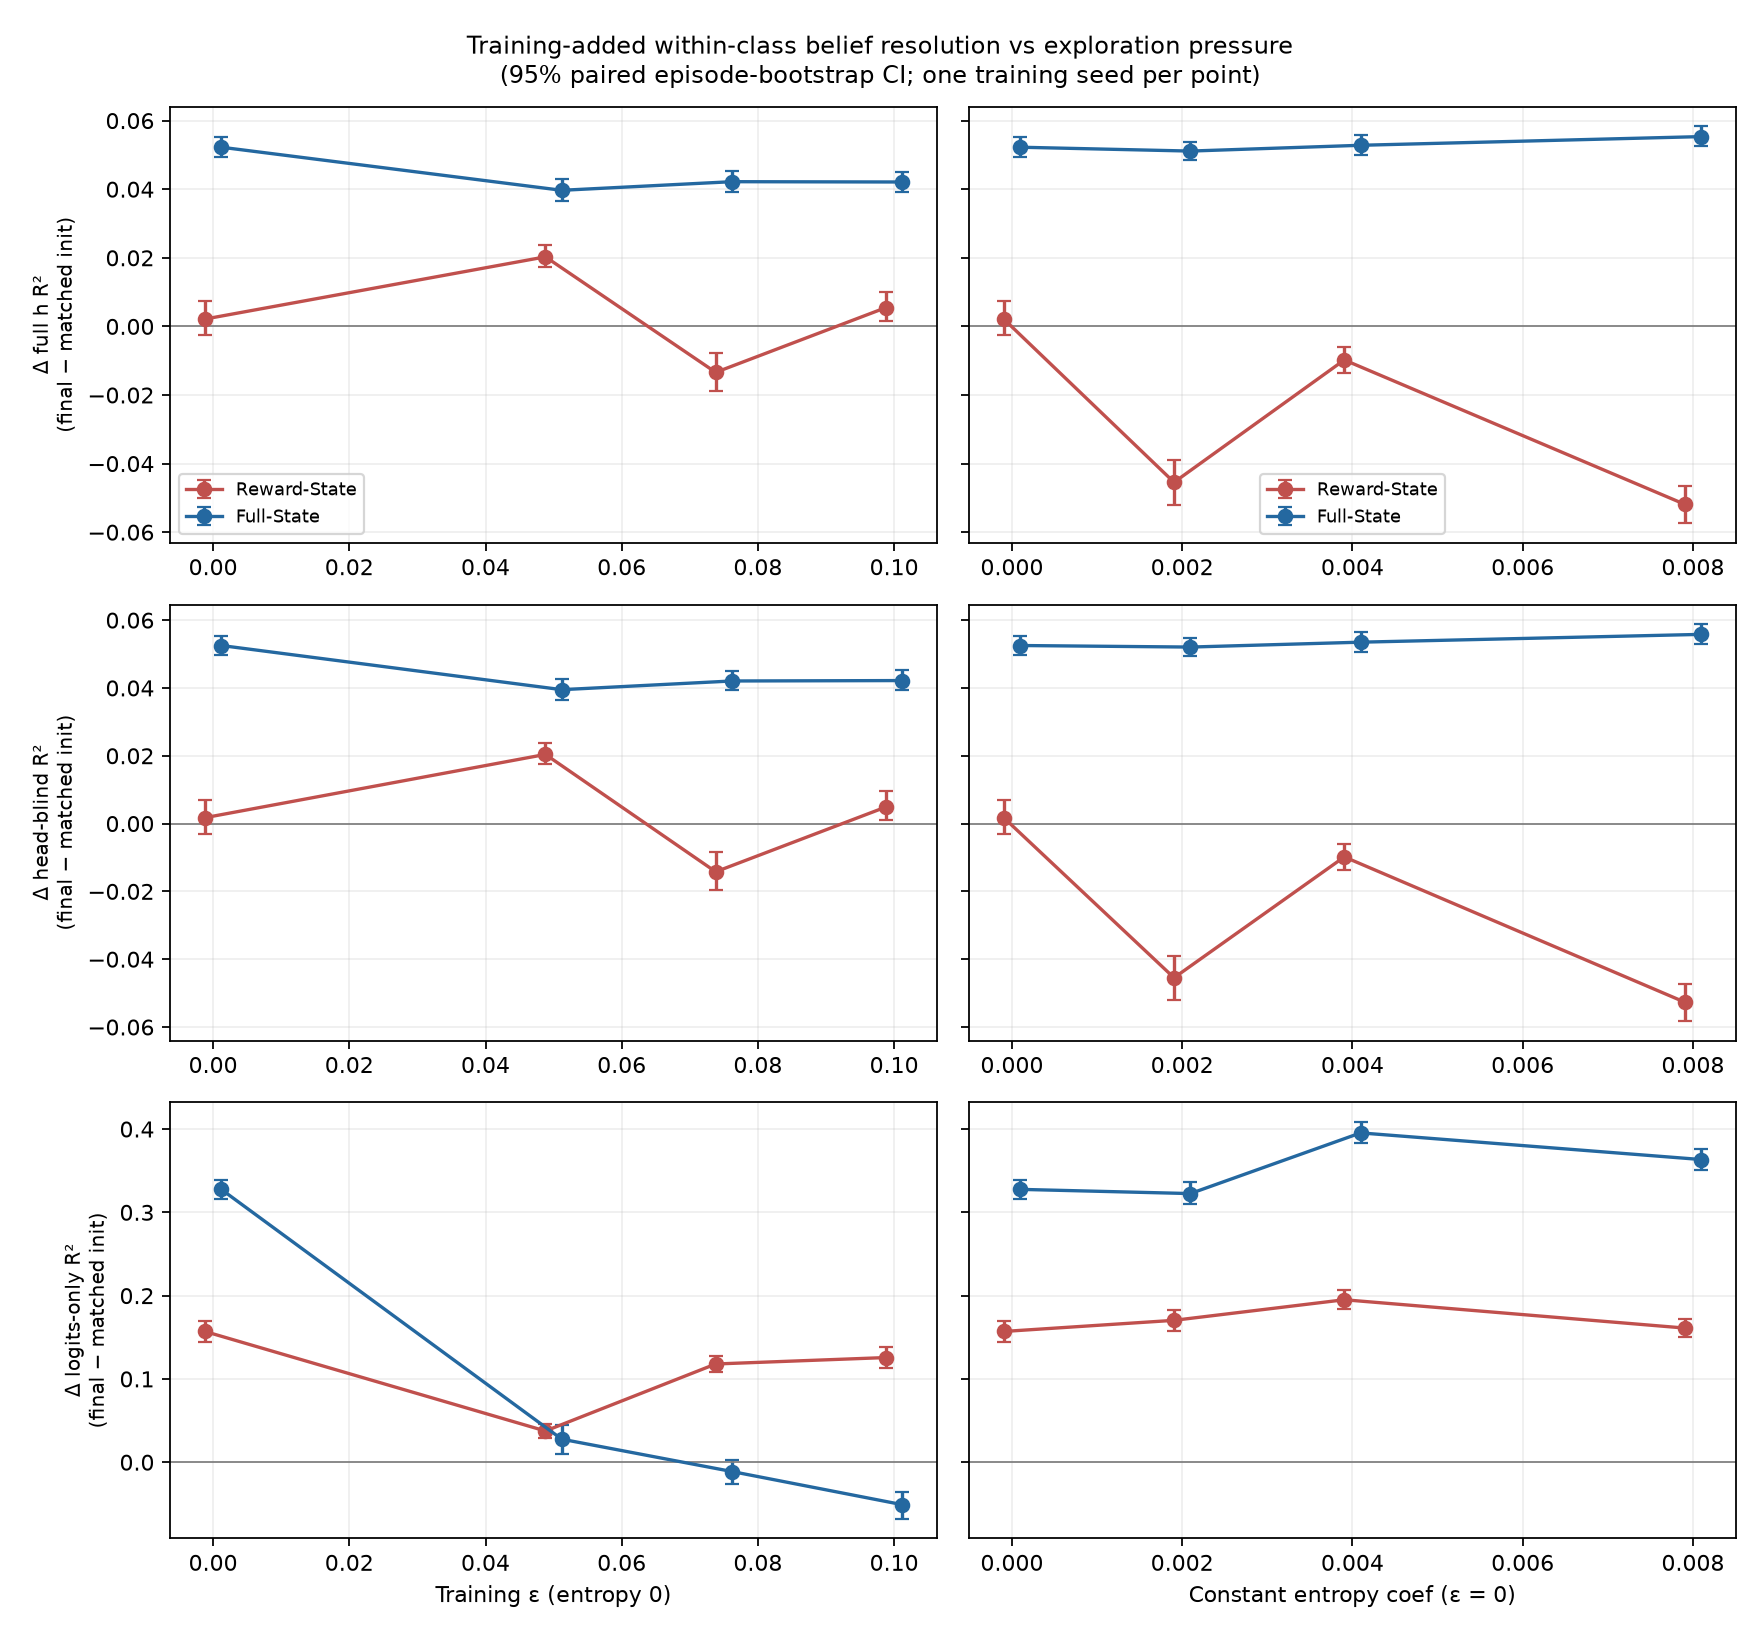 Training-added within-class belief resolution vs exploration pressure
(95% paired episode-bootstrap CI; one training seed per point)
Δ full h R²
(final − matched init)
0.06
0.04
0.02
0.00
−0.02
−0.04
−0.06
Reward-State
Full-State
0.00 0.02 0.04 0.06 0.08 0.10
Reward-State
Full-State
0.000 0.002 0.004 0.006 0.008
Δ head-blind R²
(final − matched init)
0.06
0.04
0.02
0.00
−0.02
−0.04
−0.06
0.00 0.02 0.04 0.06 0.08 0.10
0.000 0.002 0.004 0.006 0.008
Δ logits-only R²
(final − matched init)
0.4
0.3
0.2
0.1
0.0
0.00 0.02 0.04 0.06 0.08 0.10
Training ε (entropy 0)
0.000 0.002 0.004 0.006 0.008
Constant entropy coef (ε = 0)